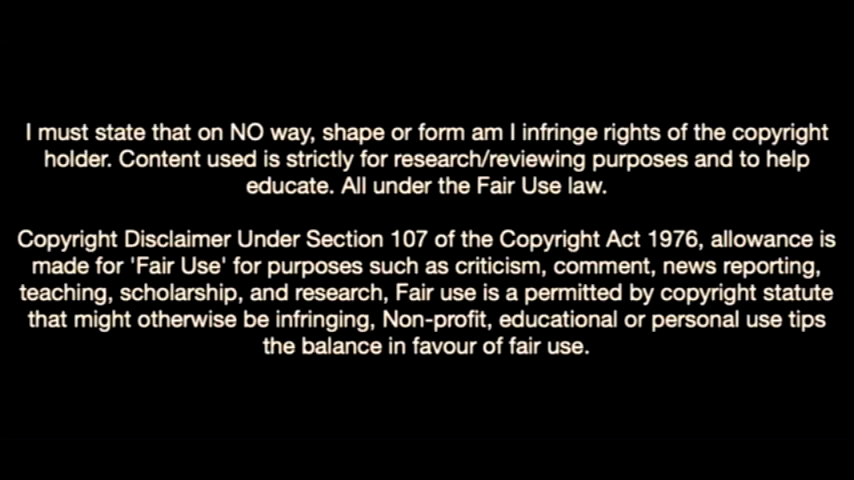 I must state that on NO way, shape or form am I infringe rights of the copyright
holder. Content used is strictly for research/reviewing purposes and to help
educate. All under the Fair Use law.
Copyright Disclaimer Under Section 107 of the Copyright Act 1976, allowance is
made for 'Fair Use' for purposes such as criticism, comment, news reporting,
teaching, scholarship, and research, Fair use is a permitted by copyright statute
that might otherwise be infringing, Non-profit, educational or personal use tips
the balance in favour of fair use.